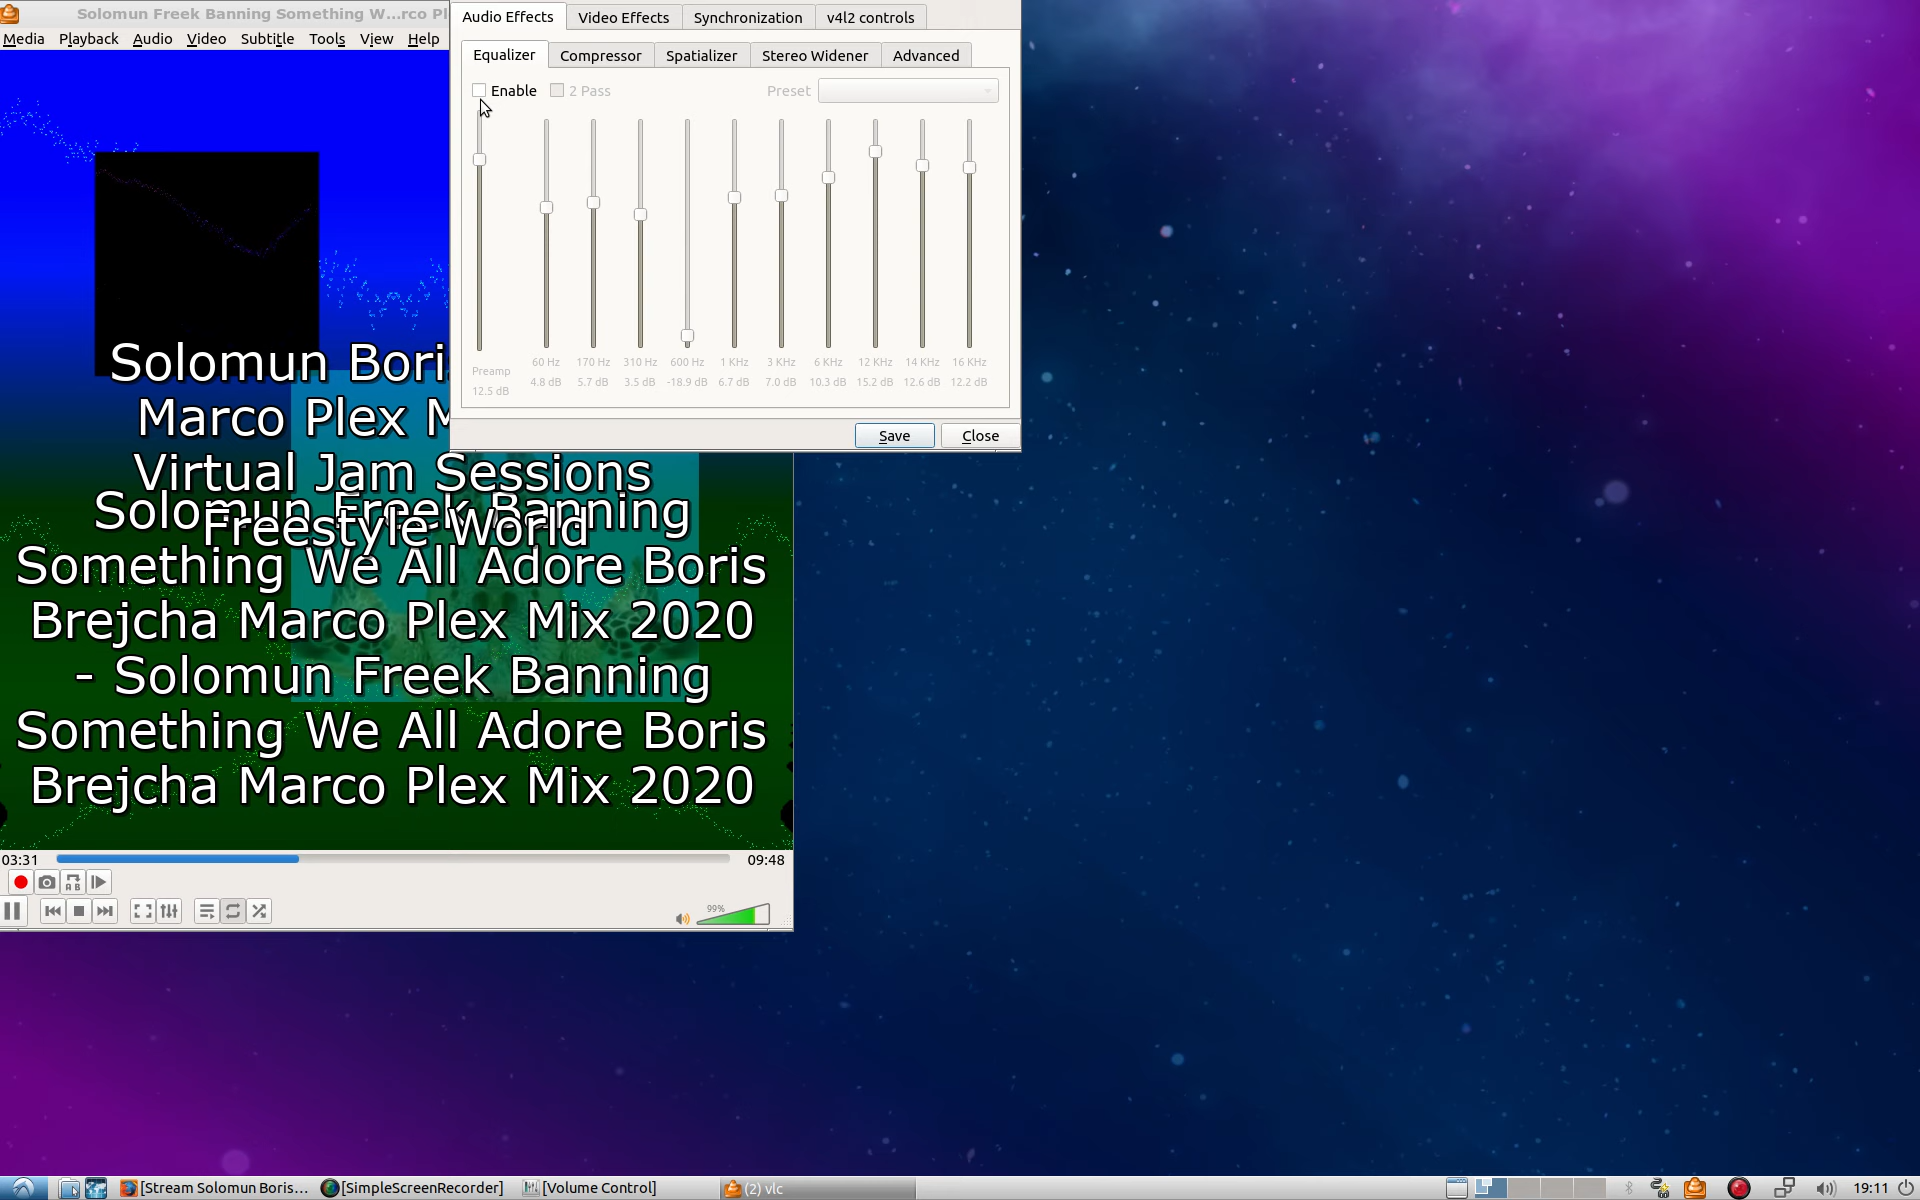 Solomun Freek Banning Something W...rco Pl
Media Playback Audio Video Subtitle Tools View Help
Audio Effects Video Effects Synchronization v4l2 controls
Equalizer Compressor Spatializer Stereo Widener Advanced
Enable 2 Pass Preset
60 Hz 170 Hz 310 Hz 600 Hz 1 KHz 3 KHz 6 KHz 12 KHz 14 KHz 16 KHz
Preamp
4.8 dB 5.7 dB 3.5 dB -18.9 dB 6.7 dB 7.0 dB 10.3 dB 15.2 dB 12.6 dB 12.2 dB
12.5 dB
Save Close
Solomun Bori
Marco Plex M
Virtual Jam Sessions
Freestyle World
Solomun Freek Banning
Something We All Adore Boris
Brejcha Marco Plex Mix 2020
- Solomun Freek Banning
Something We All Adore Boris
Brejcha Marco Plex Mix 2020
03:31 09:48
A B
99%
[Stream Solomun Boris... [SimpleScreenRecorder] [Volume Control] (2) vlc 19:11